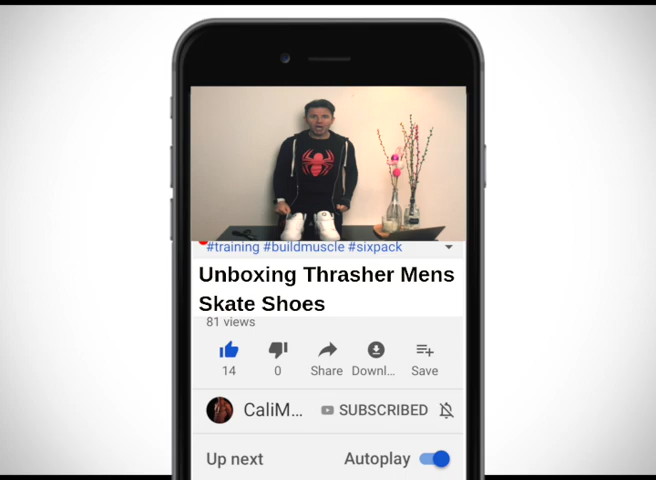 #training #buildmuscle #sixpack
Unboxing Thrasher Mens
Skate Shoes
81 views
14 0 Share Downl... Save
CaliM... SUBSCRIBED
Up next Autoplay